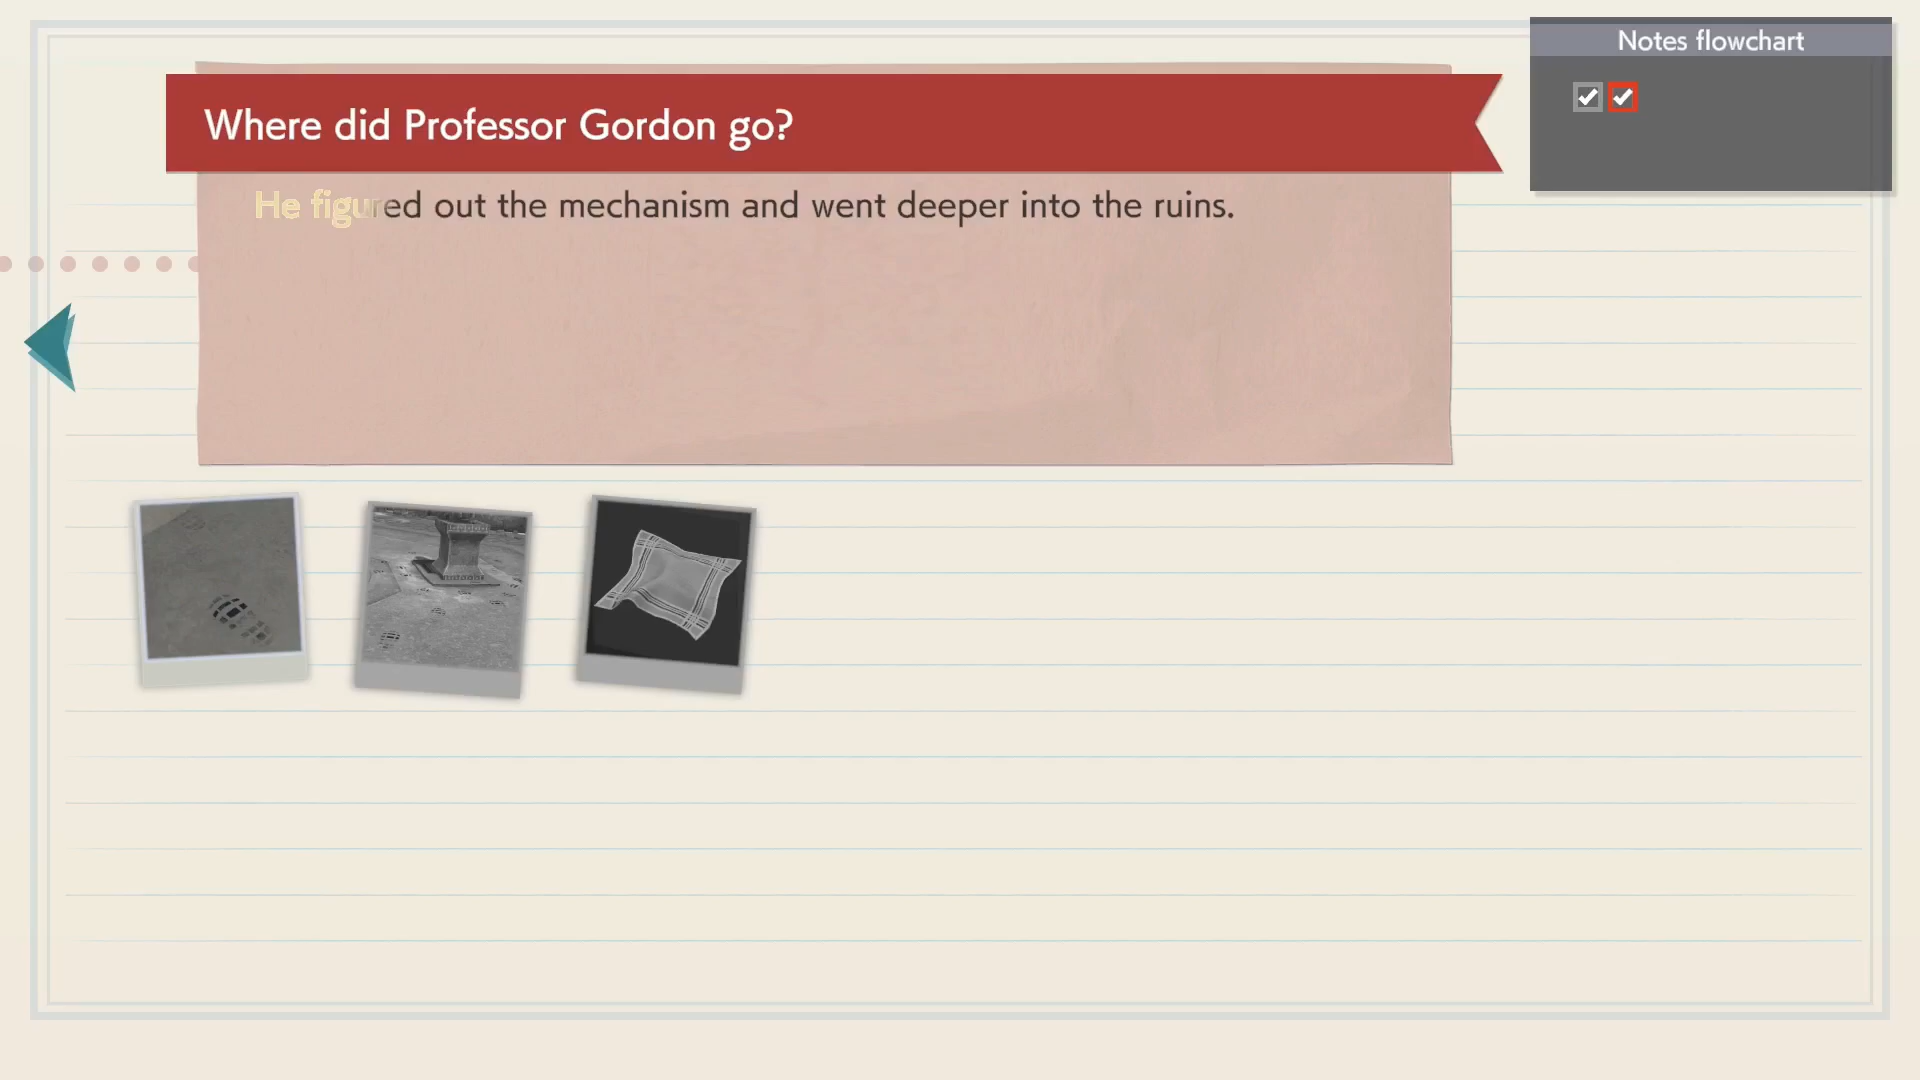 Notes flowchart
Where did Professor Gordon go?
He figured out the mechanism and went deeper into the ruins.